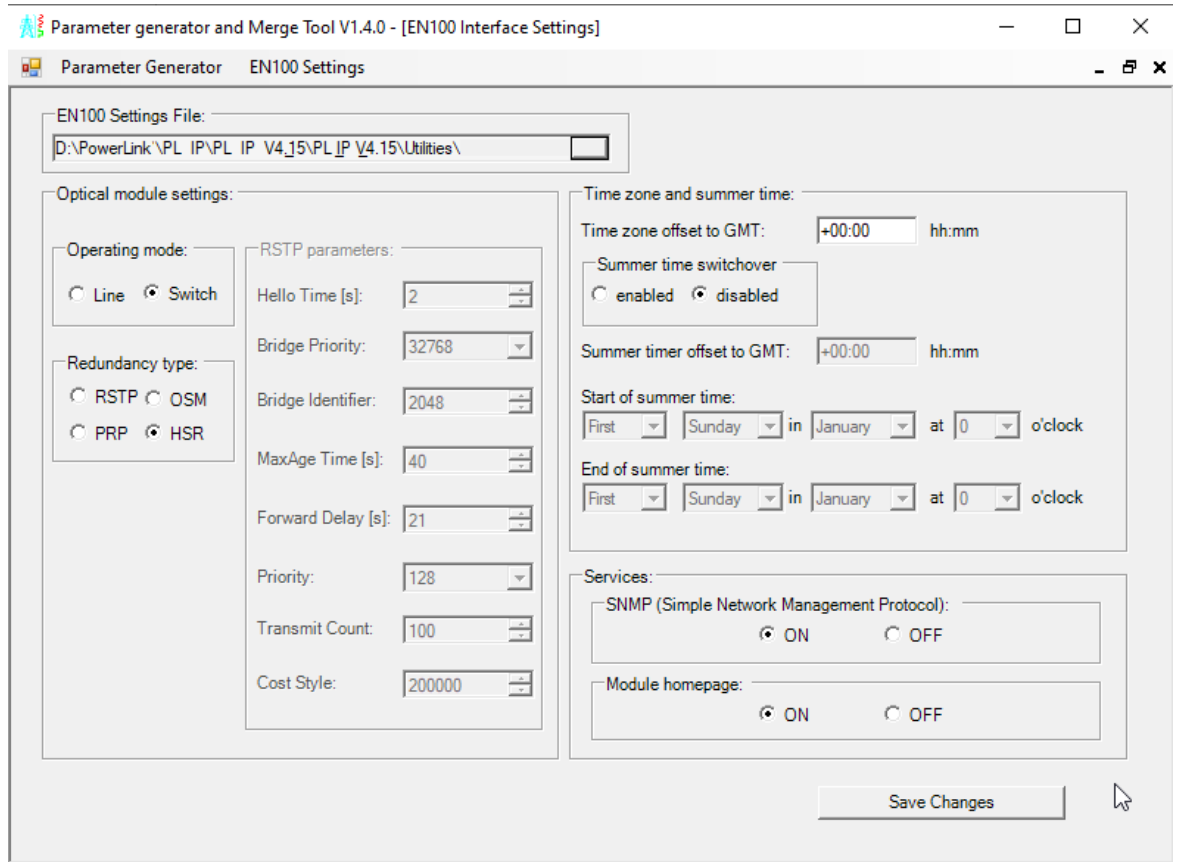 Parameter generator and Merge Tool V1.4.0 - [EN100 Interface Settings]
Parameter Generator EN100 Settings
EN100 Settings File:
D:\PowerLink'\PL IP\PL IP V4.15\PL IP V4.15\Utilities\
Optical module settings:
Operating mode:
Line Switch
Redundancy type:
RSTP OSM
PRP HSR
RSTP parameters:
Hello Time [s]: 2
Bridge Priority: 32768
Bridge Identifier: 2048
MaxAge Time [s]: 40
Forward Delay [s]: 21
Priority: 128
Transmit Count: 100
Cost Style: 200000
Time zone and summer time:
Time zone offset to GMT: +00:00 hh:mm
Summer time switchover
enabled disabled
Summer timer offset to GMT: +00:00 hh:mm
Start of summer time:
First Sunday in January at 0 o'clock
End of summer time:
First Sunday in January at 0 o'clock
Services:
SNMP (Simple Network Management Protocol):
ON OFF
Module homepage:
ON OFF
Save Changes